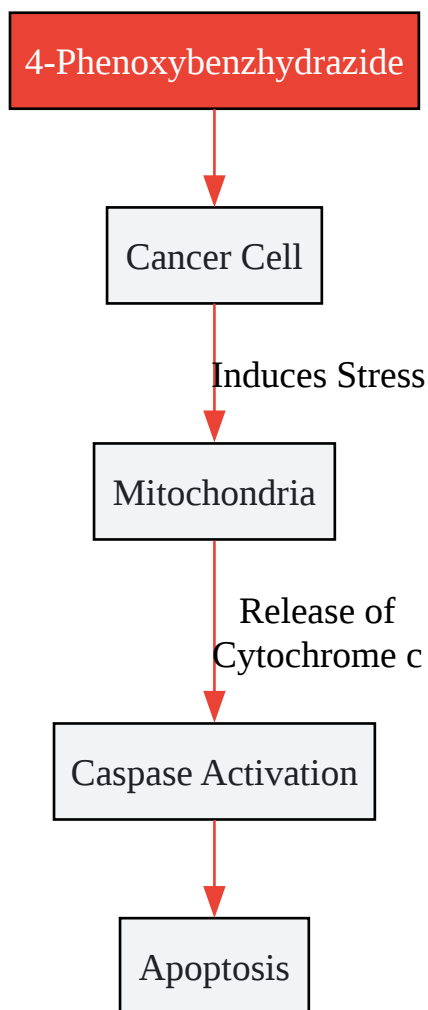 4-Phenoxybenzhydrazide
Cancer Cell
Induces Stress
Mitochondria
Release of
Cytochrome c
Caspase Activation
Apoptosis